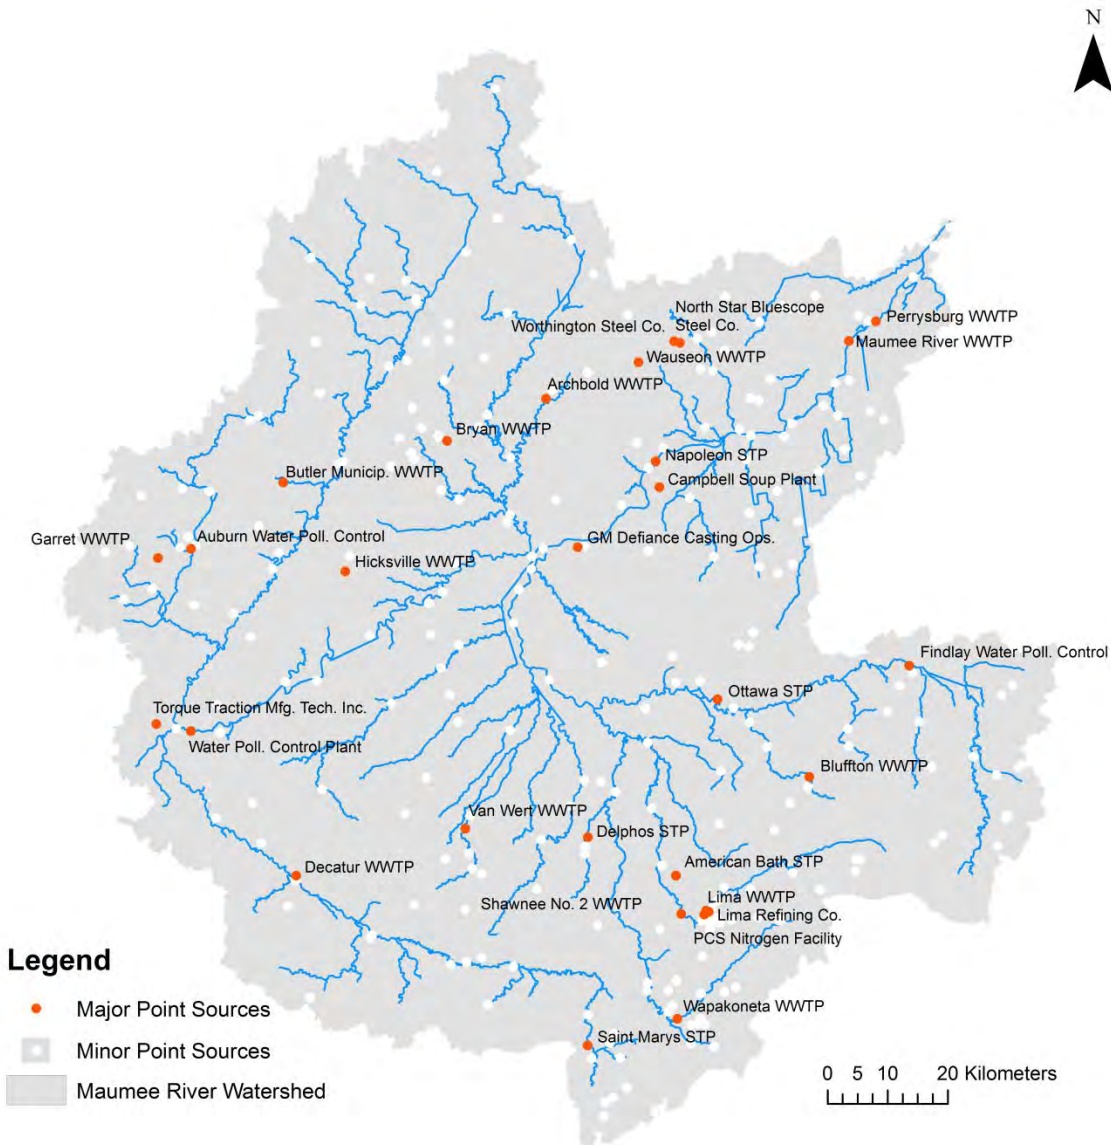 N
North Star Bluescope
Worthington Steel Co.
Steel Co.
Perrysburg WWTP
Maumee River WWTP
Wauseon WWTP
Archbold WWTP
Bryan WWTP
Napoleon STP
Butler Municip. WWTP
Campbell Soup Plant
Garret WWTP
Auburn Water Poll. Control
GM Defiance Casting Ops.
Hicksville WWTP
Findlay Water Poll. Control
Ottawa STP
Torque Traction Mfg. Tech. Inc.
Water Poll. Control Plant
Bluffton WWTP
Van Wert WWTP
Delphos STP
Decatur WWTP
American Bath STP
Shawnee No. 2 WWTP
Lima WWTP
Lima Refining Co.
PCS Nitrogen Facility
Wapakoneta WWTP
Saint Marys STP
Legend
Major Point Sources
Minor Point Sources
Maumee River Watershed
0 5 10 20 Kilometers